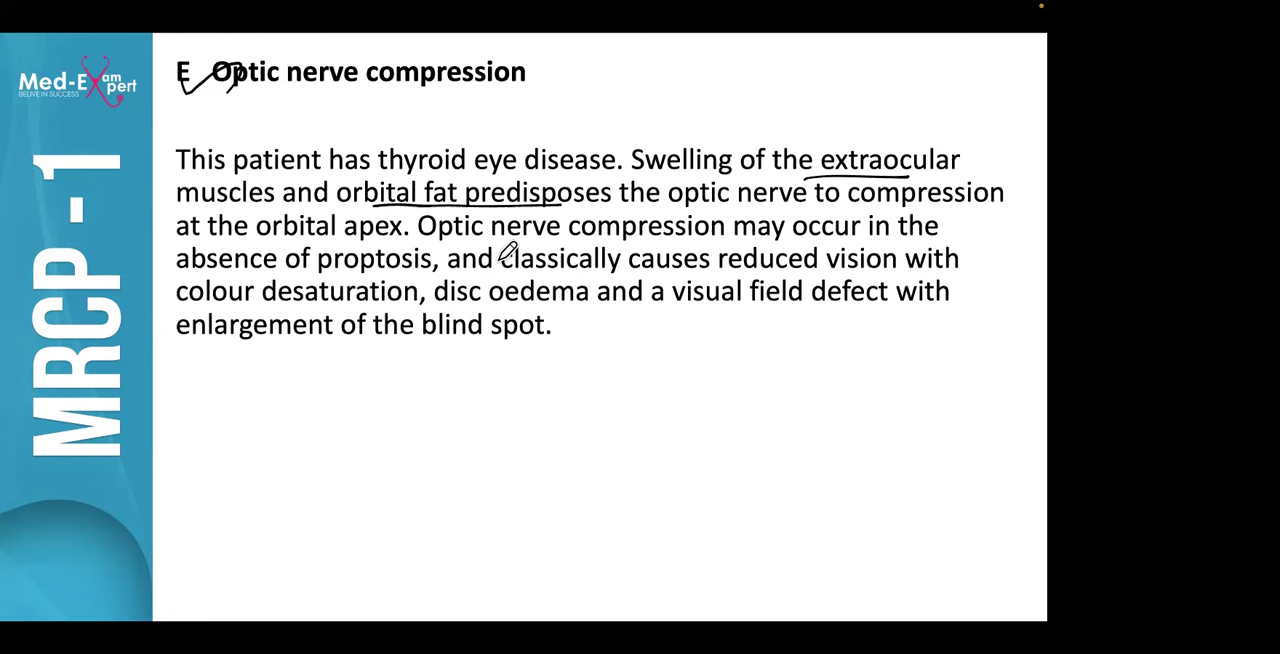 Med-Exam
pert
BELIVE IN SUCCESS
MRCP - 1
E Optic nerve compression
This patient has thyroid eye disease. Swelling of the extraocular
muscles and orbital fat predisposes the optic nerve to compression
at the orbital apex. Optic nerve compression may occur in the
absence of proptosis, and classically causes reduced vision with
colour desaturation, disc oedema and a visual field defect with
enlargement of the blind spot.